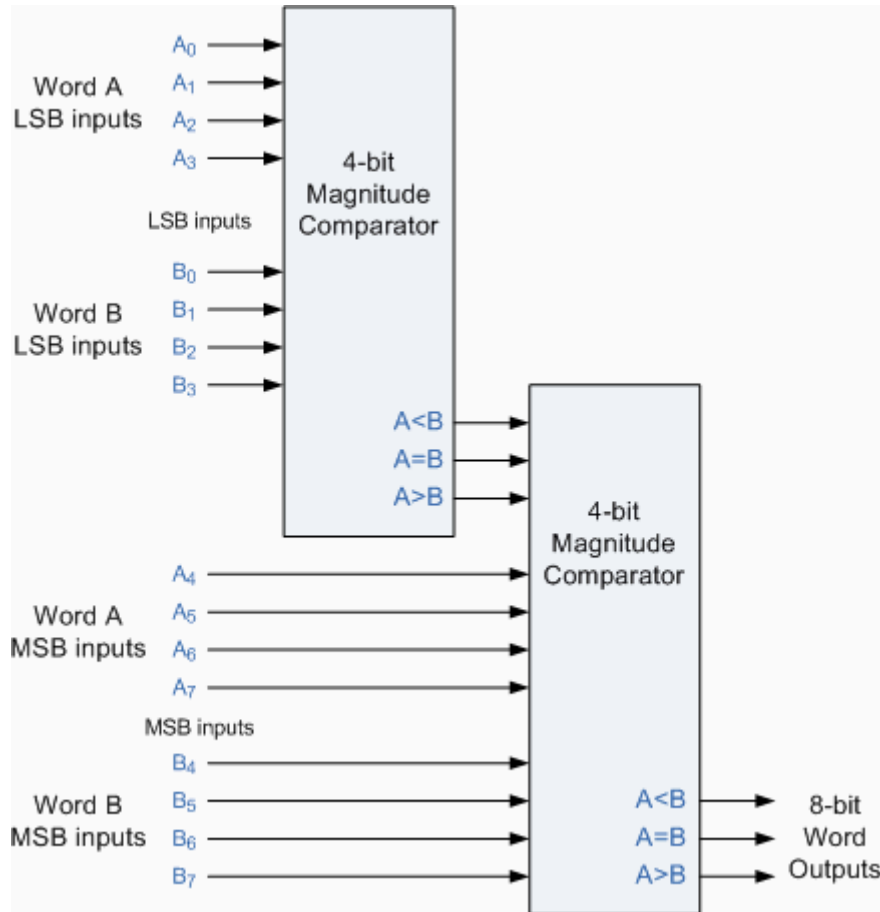 A₀
A₁
A₂
A₃
Word A
LSB inputs
LSB inputs
B₀
B₁
B₂
B₃
Word B
LSB inputs
4-bit
Magnitude
Comparator
A<B
A=B
A>B
A₄
A₅
A₆
A₇
Word A
MSB inputs
MSB inputs
B₄
B₅
B₆
B₇
Word B
MSB inputs
4-bit
Magnitude
Comparator
A<B
A=B
A>B
8-bit
Word
Outputs